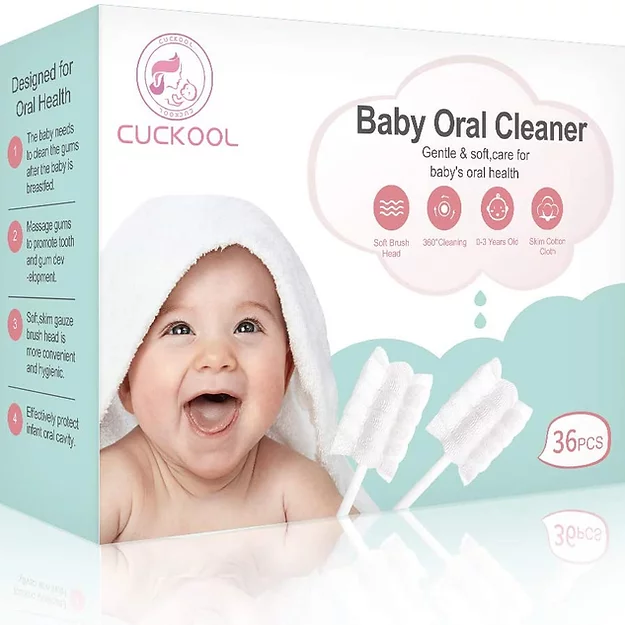 Designed for
Oral Health
1
The baby needs
to clean the gums
after the baby is
breastfed.
2
Massage gums
to promote tooth
and gum dev
-elopment.
3
Soft,skim gauze
brush head is
more convenient
and hygienic.
4
Effectively protect
infant oral cavity.
CUCKOOL
CUCKOOL
CUCKOOL
Baby Oral Cleaner
Gentle & soft,care for
baby's oral health
Soft Brush
Head
360°Cleaning
0-3 Years Old
Skim Cotton
Cloth
36PCS